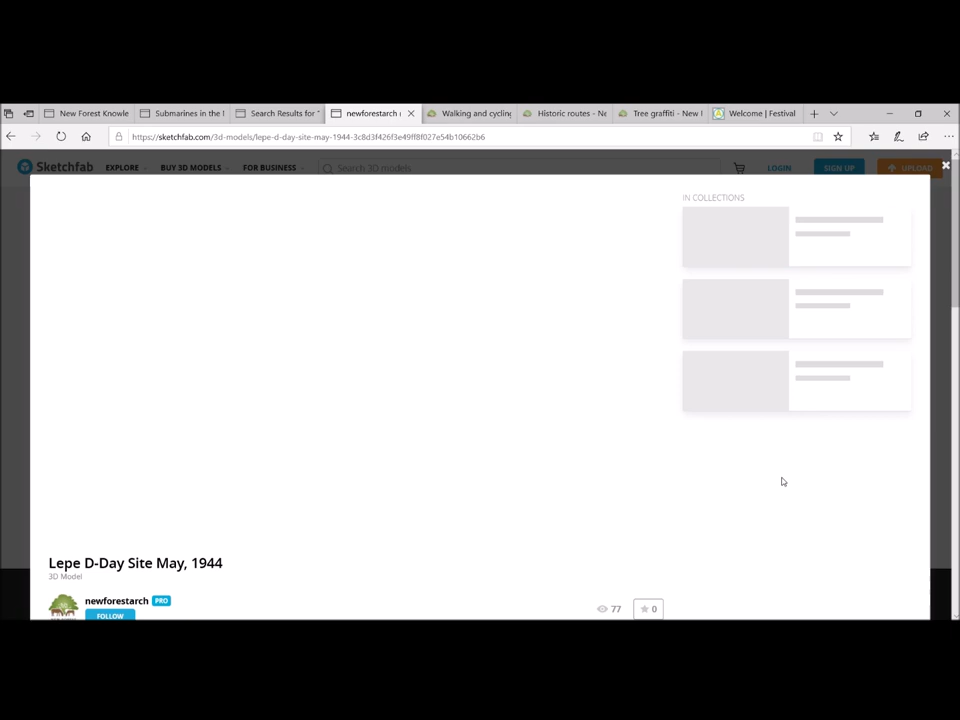 New Forest Knowle
Submarines in the
Search Results for "
newforestarch (
Walking and cycling
Historic routes - Ne
Tree graffiti - New
Welcome | Festival
https://sketchfab.com/3d-models/lepe-d-day-site-may-1944-3c8d3f426f3e49ff8f027e54b10662b6
Sketchfab
EXPLORE
BUY 3D MODELS
FOR BUSINESS
Search 3D models
LOGIN
SIGN UP
UPLOAD
IN COLLECTIONS
Lepe D-Day Site May, 1944
3D Model
newforestarch PRO
77
0
FOLLOW